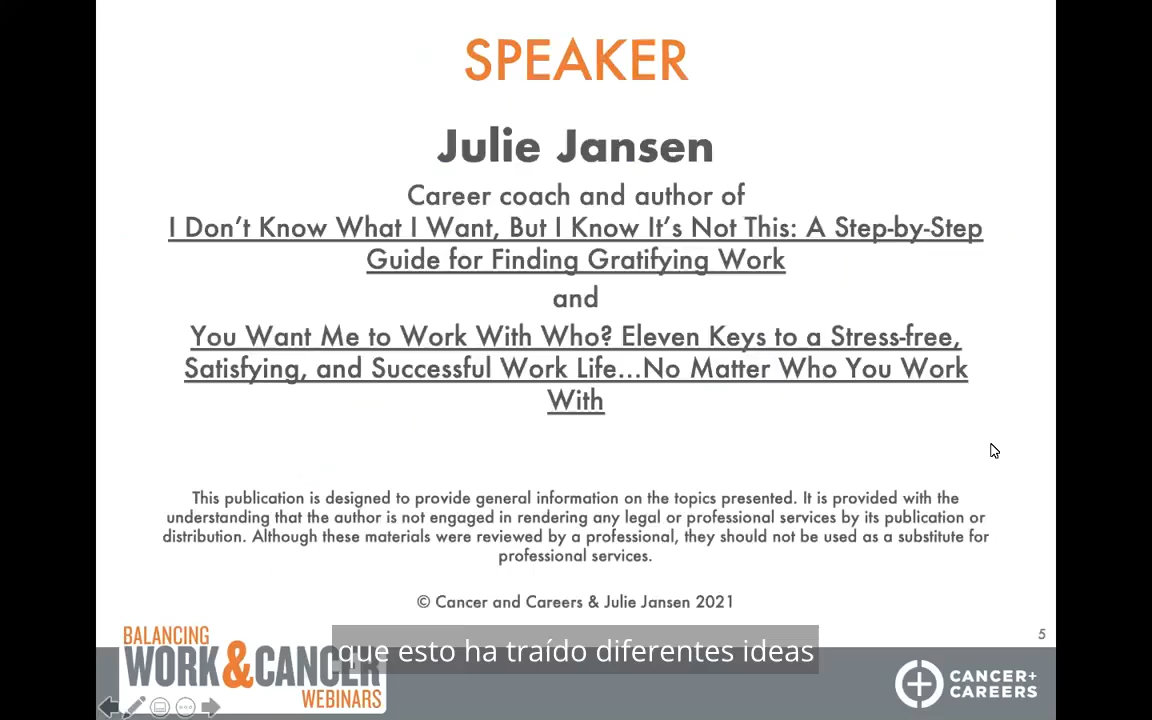 SPEAKER
Julie Jansen
Career coach and author of
I Don't Know What I Want, But I Know It's Not This: A Step-by-Step
Guide for Finding Gratifying Work
and
You Want Me to Work With Who? Eleven Keys to a Stress-free,
Satisfying, and Successful Work Life...No Matter Who You Work
With
This publication is designed to provide general information on the topics presented. It is provided with the
understanding that the author is not engaged in rendering any legal or professional services by its publication or
distribution. Although these materials were reviewed by a professional, they should not be used as a substitute for
professional services.
© Cancer and Careers & Julie Jansen 2021
5
BALANCING
WORK&CANCER
WEBINARS
que esto ha traído diferentes ideas
CANCER+
CAREERS